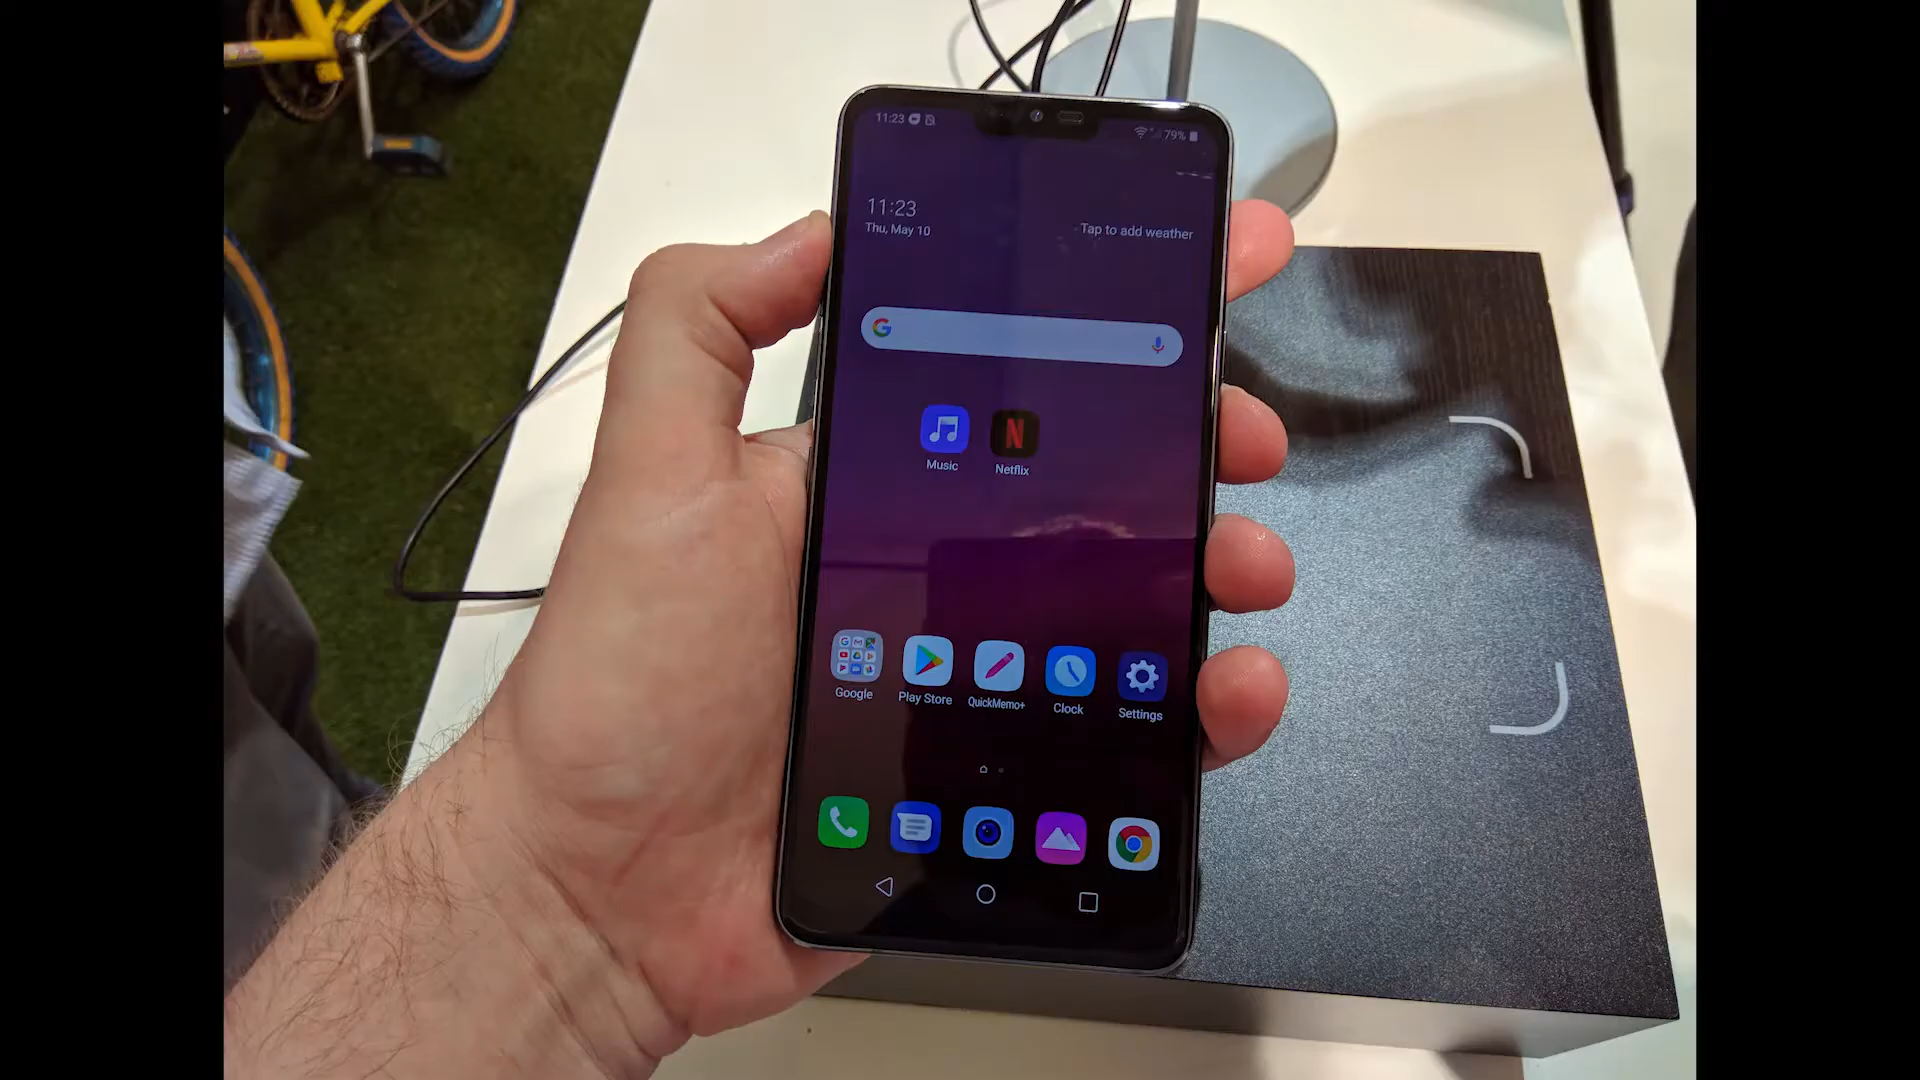 11:23
79%
11:23
Thu, May 10
Tap to add weather
G
Music
N
Netflix
Google
Play Store
QuickMemo+
Clock
Settings